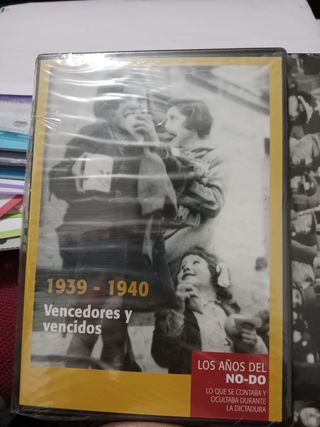 1939 - 1940
Vencedores y
vencidos
LOS AÑOS DEL
NO-DO
LO QUE SE CONTABA Y
OCULTABA DURANTE
LA DICTADURA